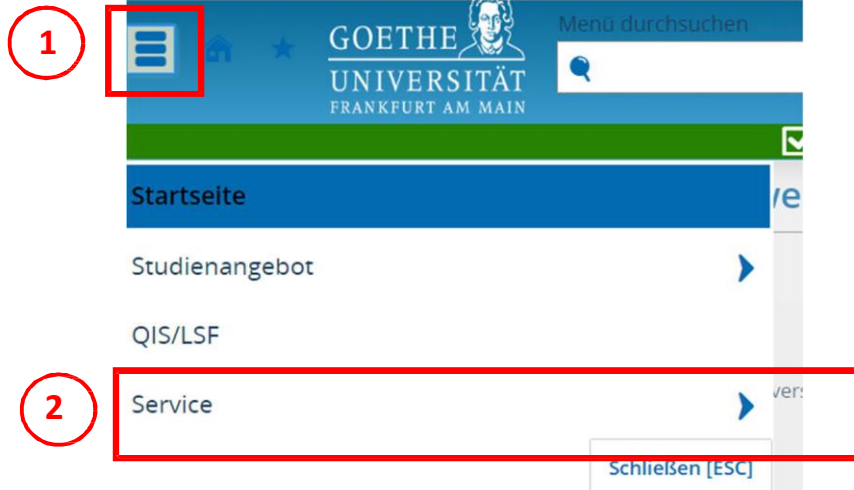 1
GOETHE
UNIVERSITÄT
FRANKFURT AM MAIN
Menü durchsuchen
Startseite
Studienangebot
QIS/LSF
2
Service
Schließen [ESC]